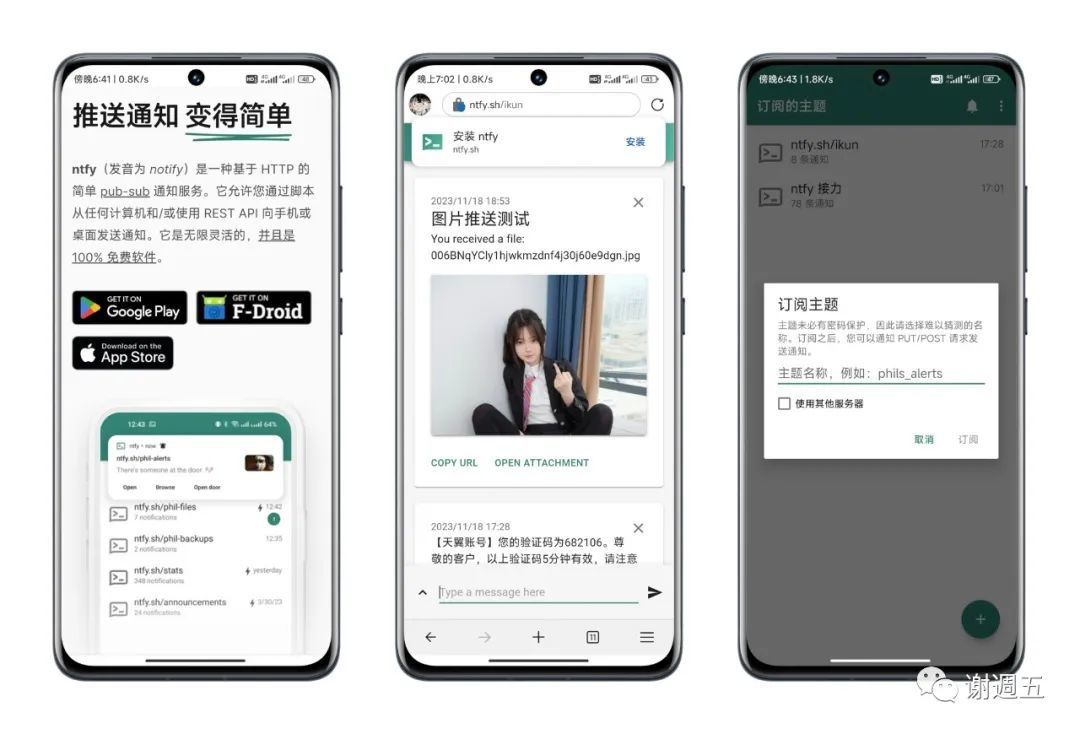 傍晚6:41 | 0.8K/s
HD 4G 4G 48
推送通知 变得简单
ntfy（发音为 notify）是一种基于 HTTP 的
简单 pub-sub 通知服务。它允许您通过脚本
从任何计算机和/或使用 REST API 向手机或
桌面发送通知。它是无限灵活的，并且是
100% 免费软件。
GET IT ON
Google Play
GET IT ON
F-Droid
Download on the
App Store
12:43
64%
ntfy • now
ntfy.sh/phil-alerts
There's someone at the door.
Open Browse Open door
ntfy.sh/phil-files 12:42
7 notifications
1
ntfy.sh/phil-backups 12:35
2 notifications
ntfy.sh/stats yesterday
348 notifications
ntfy.sh/announcements 3/30/23
24 notifications
晚上7:02 | 0.8K/s
HD 4G 4G 41
ntfy.sh/ikun
安装 ntfy
ntfy.sh
安装
2023/11/18 18:53
图片推送测试
You received a file:
006BNqYCly1hjwkmzdnf4j30j60e9dgn.jpg
COPY URL OPEN ATTACHMENT
2023/11/18 17:28
【天翼账号】您的验证码为682106。尊
敬的客户，以上验证码5分钟有效，请注意
Type a message here
11
傍晚6:43 | 1.8K/s
HD 4G 4G 47
订阅的主题
ntfy.sh/ikun 17:28
8 条通知
ntfy 接力 17:01
78 条通知
订阅主题
主题未必有密码保护，因此请选择难以猜测的名
称。订阅之后，您可以通知 PUT/POST 请求发
送通知。
主题名称，例如：phils_alerts
使用其他服务器
取消 订阅
谢週五